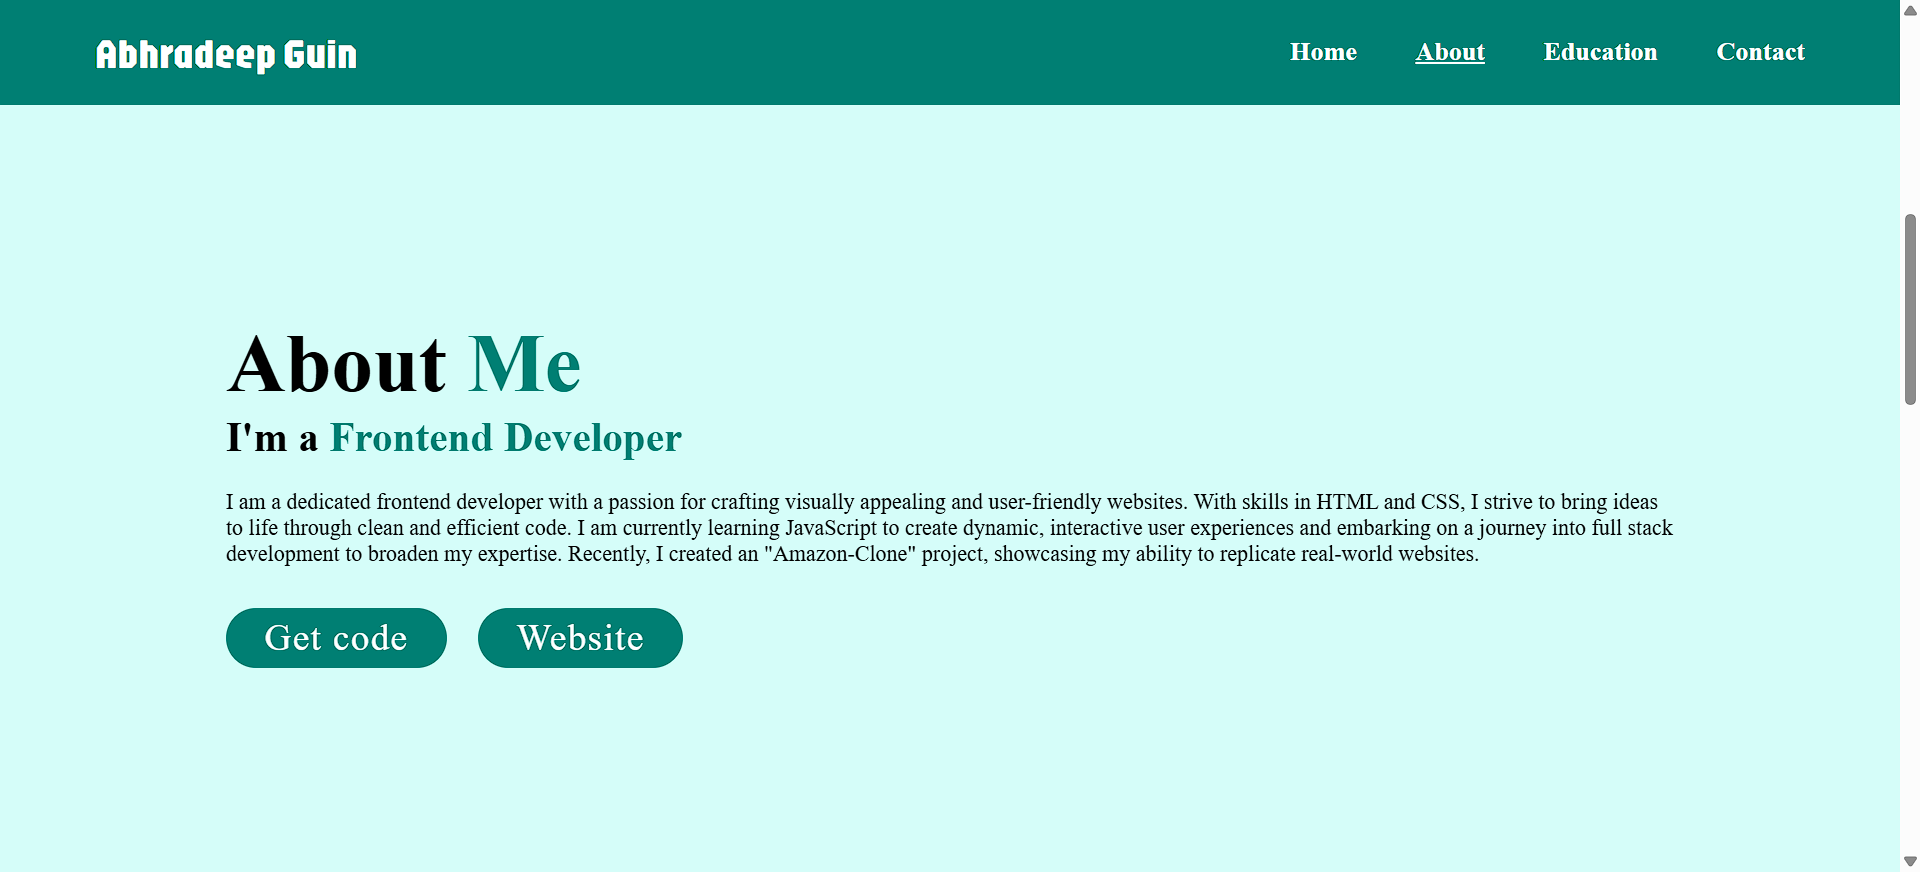 Abhradeep Guin
Home About Education Contact
About Me
I'm a Frontend Developer
I am a dedicated frontend developer with a passion for crafting visually appealing and user-friendly websites. With skills in HTML and CSS, I strive to bring ideas
to life through clean and efficient code. I am currently learning JavaScript to create dynamic, interactive user experiences and embarking on a journey into full stack
development to broaden my expertise. Recently, I created an "Amazon-Clone" project, showcasing my ability to replicate real-world websites.
Get code Website